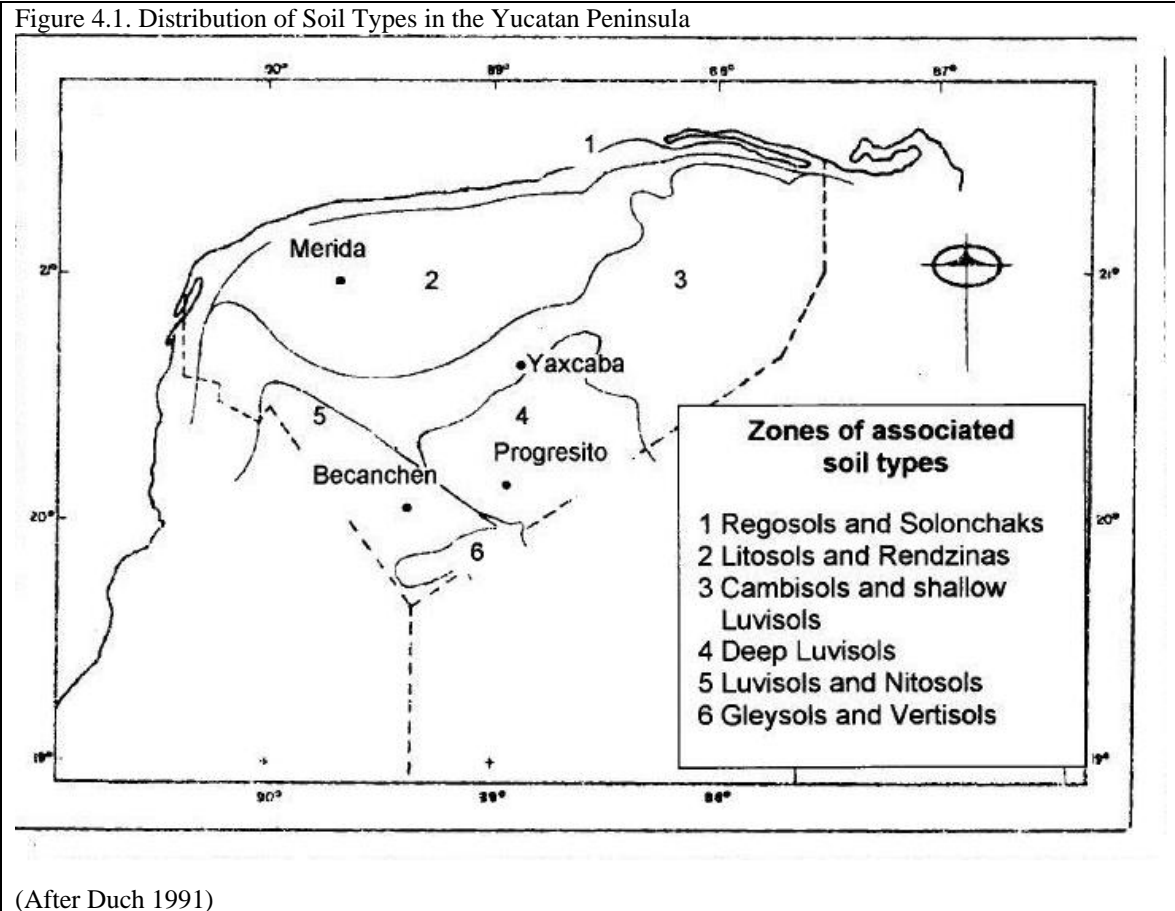 Figure 4.1. Distribution of Soil Types in the Yucatan Peninsula
90° 89° 88° 87°
1
Merida
21° 2 3 21°
Yaxcaba
5 4
Progresito
Becanchen
20° 20°
6
Zones of associated
soil types
1 Regosols and Solonchaks
2 Litosols and Rendzinas
3 Cambisols and shallow
Luvisols
4 Deep Luvisols
5 Luvisols and Nitosols
6 Gleysols and Vertisols
19° 19°
90° 89° 88°
(After Duch 1991)